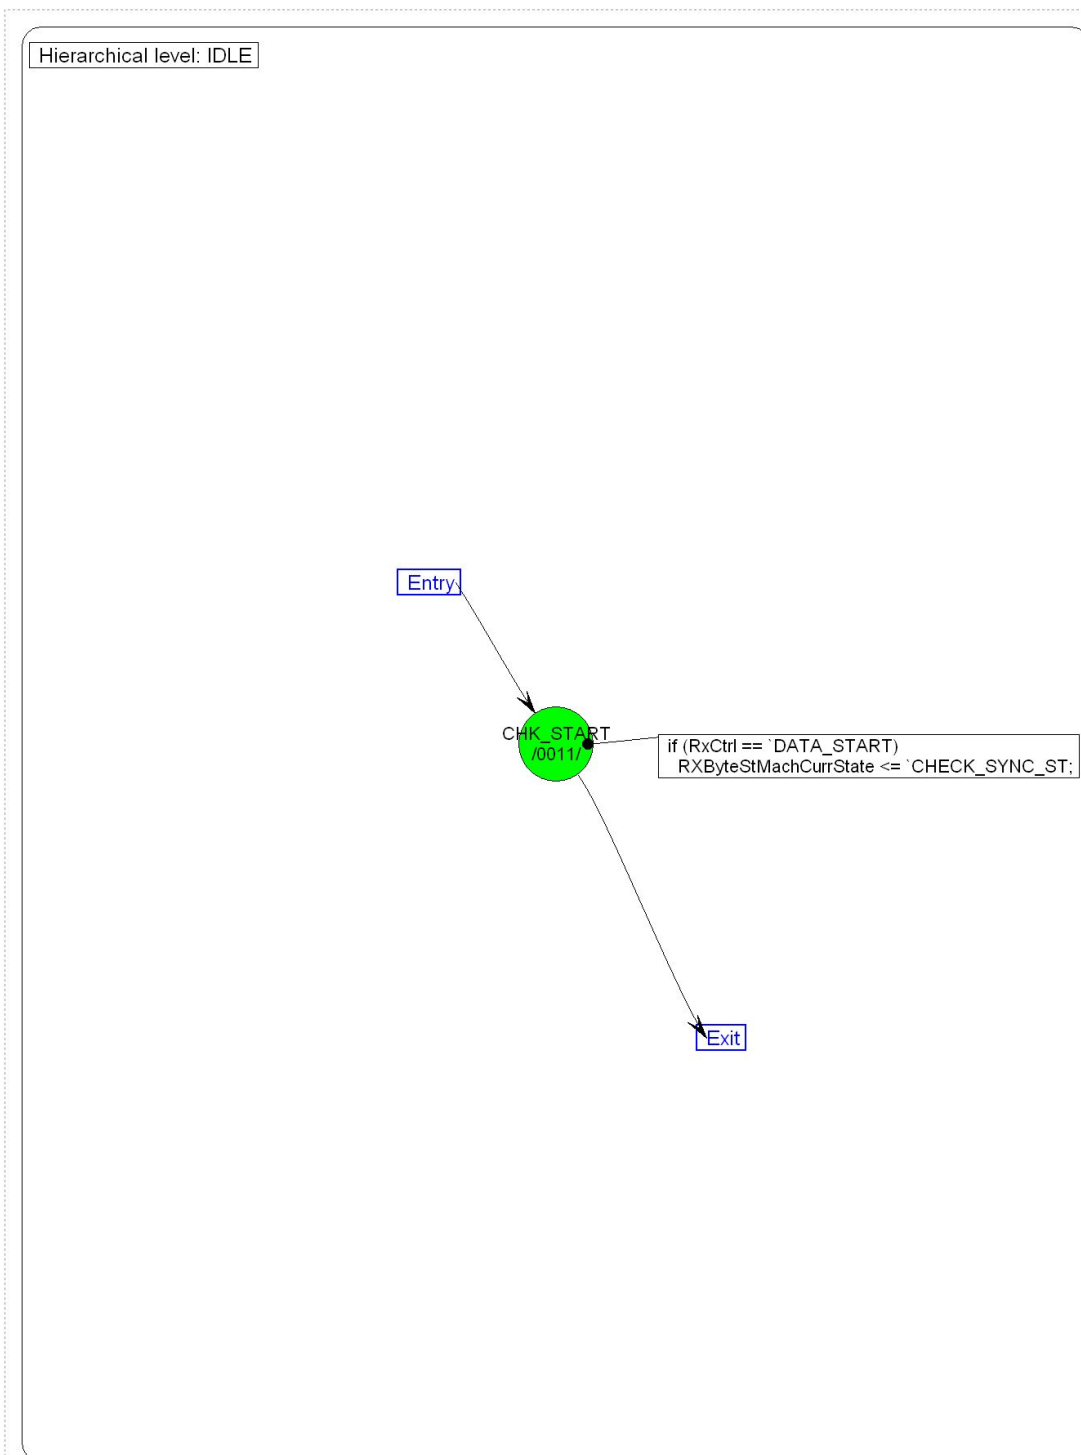 Hierarchical level: IDLE
Entry
CHK_START
/0011/
if (RxCtrl == `DATA_START)
RXByteStMachCurrState <= `CHECK_SYNC_ST;
Exit